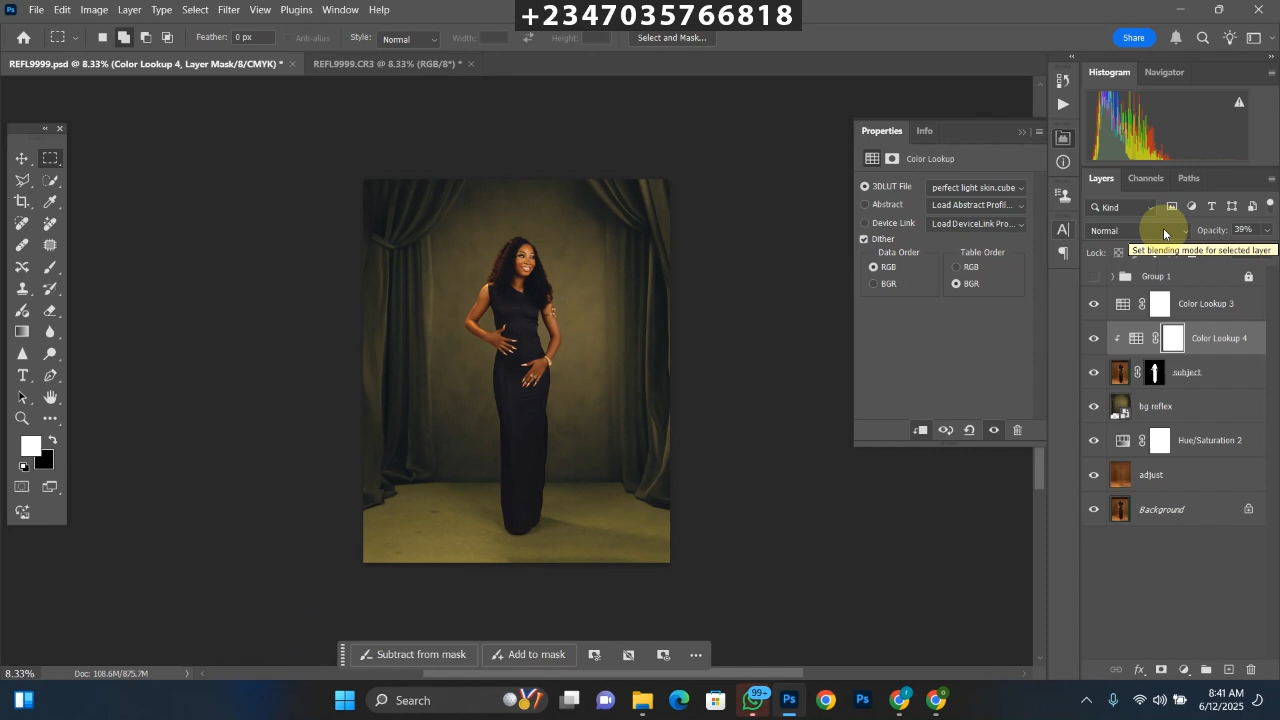 +2347035766818
File Edit Image Layer Type Select Filter View Plugins Window Help
Feather: 0 px Anti-alias Style: Normal Width: Height: Select and Mask... Share
REFL9999.psd @ 8.33% (Color Lookup 4, Layer Mask/8/CMYK) * × REFL9999.CR3 @ 8.33% (RGB/8*) * ×
Histogram Navigator
Properties Info
Color Lookup
3DLUT File perfect light skin.cube
Abstract Load Abstract Profil...
Device Link Load DeviceLink Pro...
Dither
Data Order Table Order
RGB RGB
BGR BGR
Layers Channels Paths
Kind
Normal Opacity: 39%
Set blending mode for selected layer
Lock:
Group 1
Color Lookup 3
Color Lookup 4
subject
bg reflex
Hue/Saturation 2
adjust
Background
Subtract from mask Add to mask
8.33% Doc: 108.6M/875.7M
Search 99+ 8:41 AM
6/12/2025